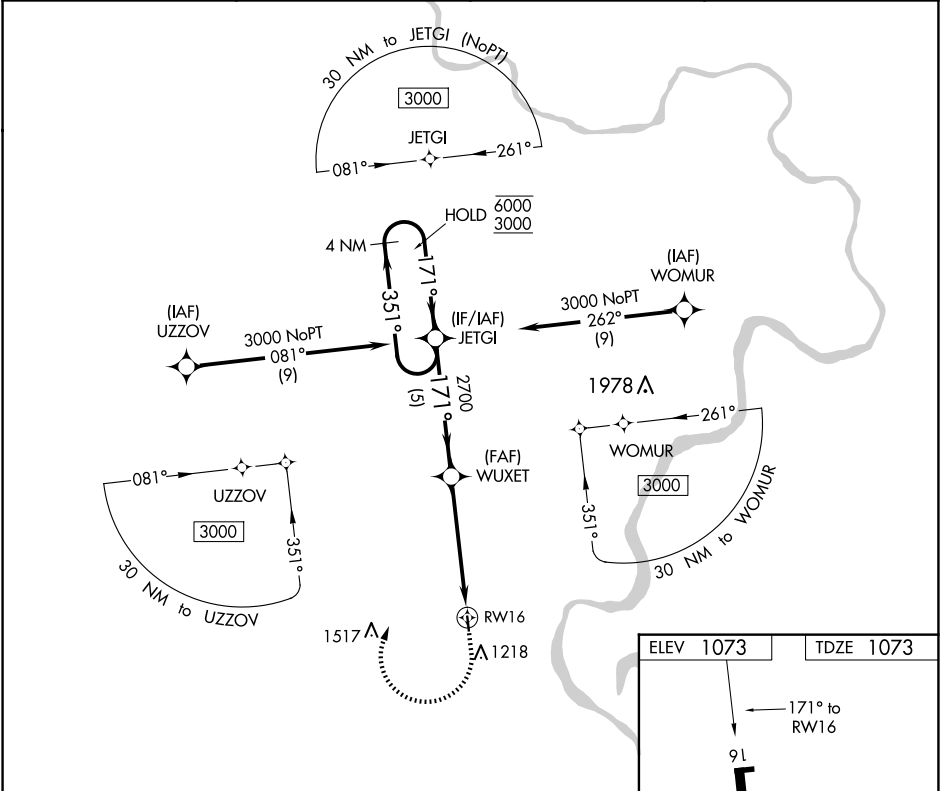 30 NM to JETGI (NoPT)
3000
JETGI
081°
261°
HOLD
6000
3000
4 NM
171°
351°
(IAF)
WOMUR
3000 NoPT
262°
(9)
(IAF)
UZZOV
3000 NoPT
081°
(9)
(IF/IAF)
JETGI
2700
171°
(5)
1978
261°
WOMUR
3000
351°
30 NM to WOMUR
(FAF)
WUXET
081°
UZZOV
3000
351°
30 NM to UZZOV
RW16
1517
1218
ELEV 1073
TDZE 1073
171° to
RW16
16